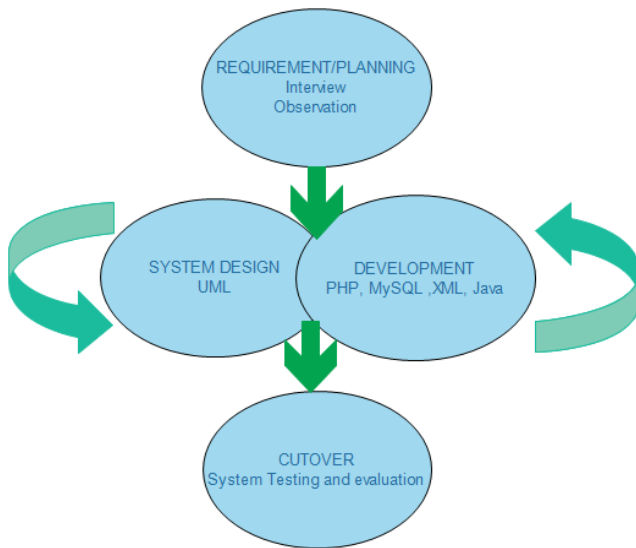 REQUIREMENT/PLANNING
Interview
Observation
SYSTEM DESIGN
UML
DEVELOPMENT
PHP, MySQL ,XML, Java
CUTOVER
System Testing and evaluation